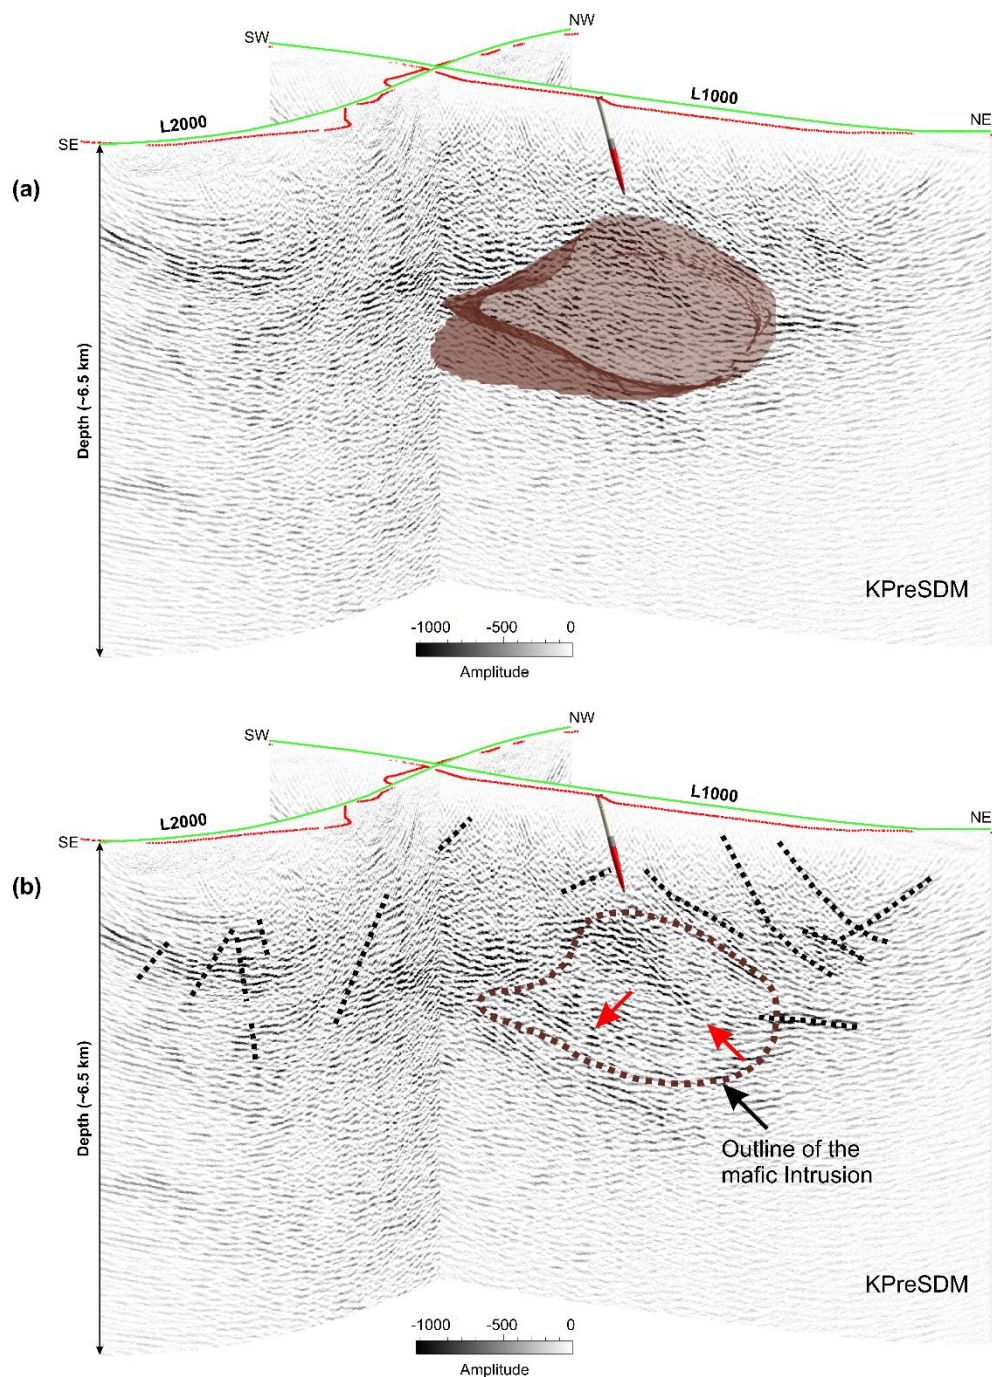 NW
SW
L1000
L2000
NE
SE
(a)
Depth (~6.5 km)
KPreSDM
-1000 -500 0
Amplitude
NW
SW
L1000
L2000
NE
SE
(b)
Depth (~6.5 km)
Outline of the
mafic Intrusion
KPreSDM
-1000 -500 0
Amplitude